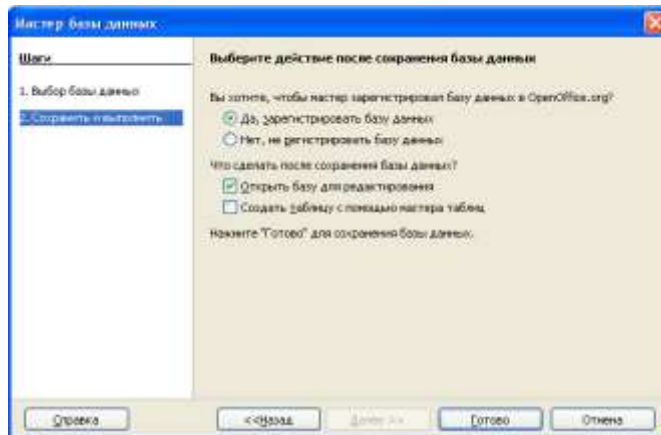 Мастер базы данных
Шаги
Выберите действие после сохранения базы данных
1. Выбор базы данных
2. Сохранить и выполнить
Вы хотите, чтобы мастер зарегистрировал базу данных в OpenOffice.org?
Да, зарегистрировать базу данных
Нет, не регистрировать базу данных
Что сделать после сохранения базы данных?
Открыть базу для редактирования
Создать таблицу с помощью мастера таблиц
Нажмите "Готово" для сохранения базы данных.
Справка
<<Назад
Далее >>
Готово
Отмена